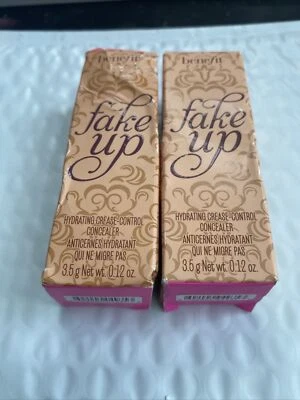 benefit
fake
up
HYDRATING CREASE-CONTROL
CONCEALER
ANTICERNES HYDRATANT
QUI NE MIGRE PAS
3.5 g Net wt. 0.12 oz.
benefit
fake
up
HYDRATING CREASE-CONTROL
CONCEALER
ANTICERNES HYDRATANT
QUI NE MIGRE PAS
3.5 g Net wt. 0.12 oz.